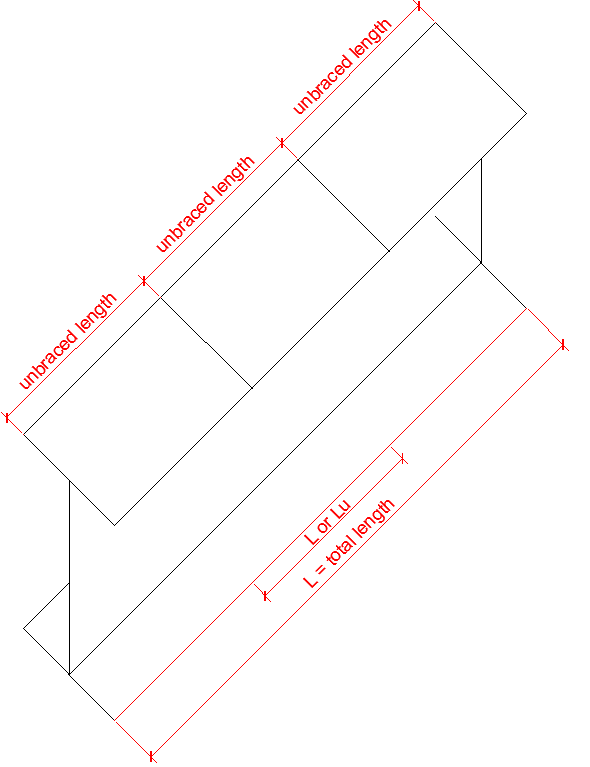 unbraced length
unbraced length
unbraced length
L or Lu
L = total length